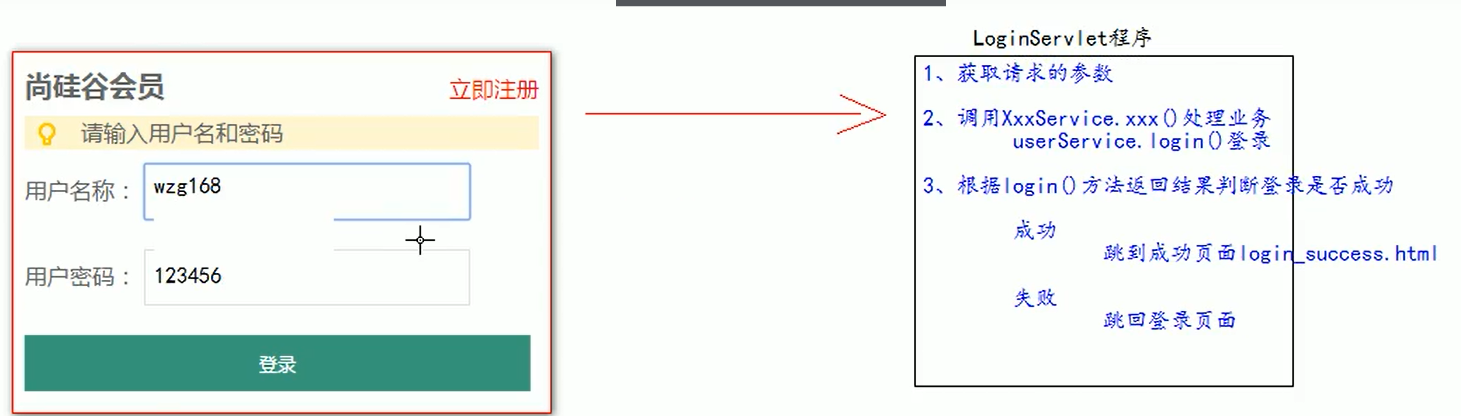 尚硅谷会员
立即注册
请输入用户名和密码
用户名称：
wzg168
用户密码：
123456
登录
LoginServlet程序
1、获取请求的参数
2、调用XxxService.xxx()处理业务
userService.login()登录
3、根据login()方法返回结果判断登录是否成功
成功
跳到成功页面login_success.html
失败
跳回登录页面